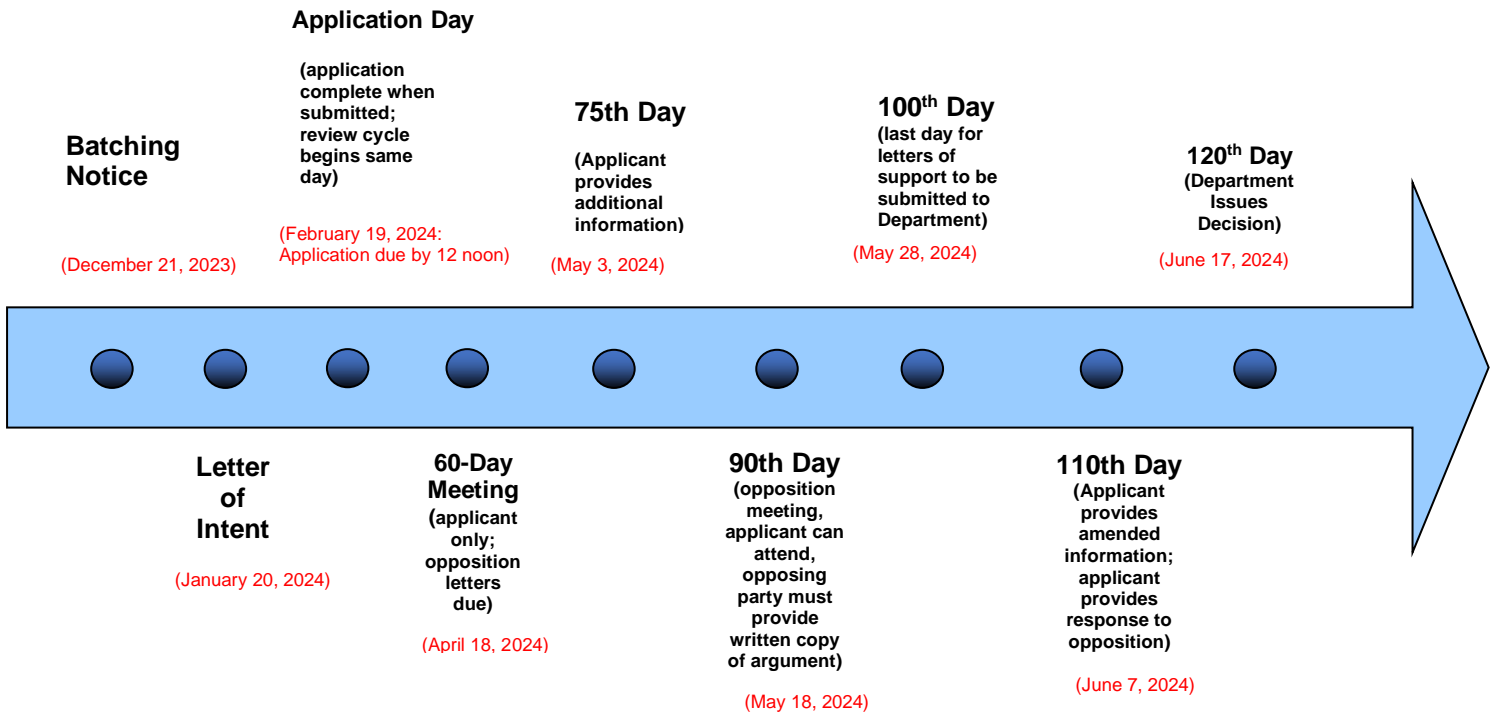 Batching
Notice
(December 21, 2023)
Letter
of
Intent
(January 20, 2024)
Application Day
(application
complete when
submitted;
review cycle
begins same
day)
(February 19, 2024:
Application due by 12 noon)
60-Day
Meeting
(applicant
only;
opposition
letters
due)
(April 18, 2024)
75th Day
(Applicant
provides
additional
information)
(May 3, 2024)
90th Day
(opposition
meeting,
applicant can
attend,
opposing
party must
provide
written copy
of argument)
(May 18, 2024)
100th Day
(last day for
letters of
support to be
submitted to
Department)
(May 28, 2024)
110th Day
(Applicant
provides
amended
information;
applicant
provides
response to
opposition)
(June 7, 2024)
120th Day
(Department
Issues
Decision)
(June 17, 2024)